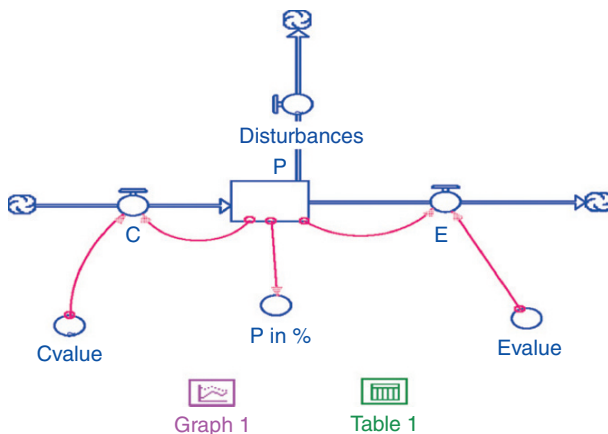 Disturbances
P
C
E
Cvalue
P in %
Evalue
Graph 1
Table 1